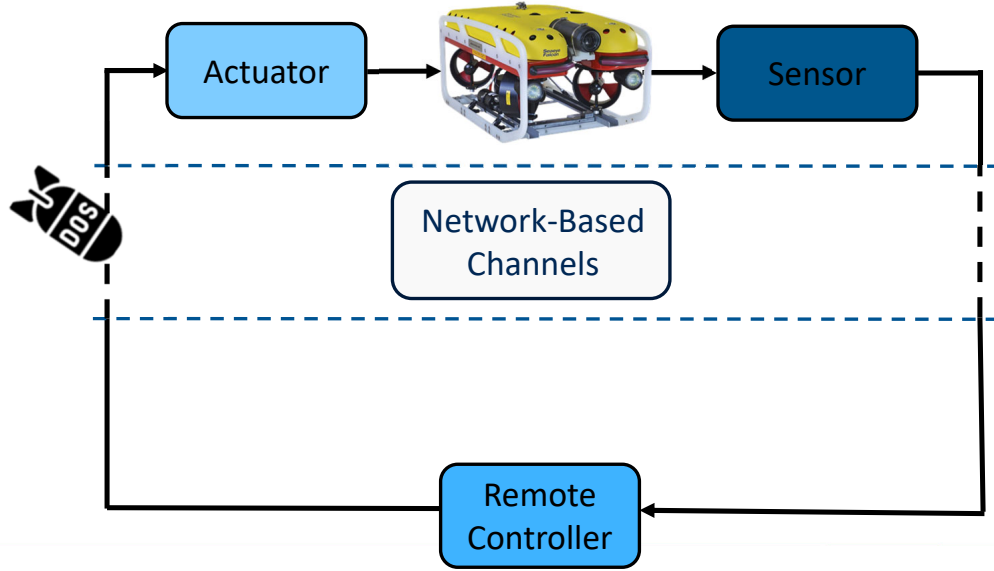 Actuator
Sensor
DOS
Network-Based
Channels
Remote
Controller